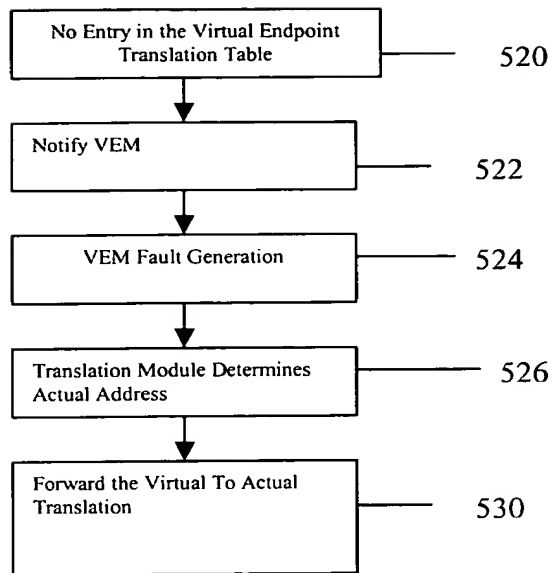 No Entry in the Virtual Endpoint
Translation Table
520
Notify VEM
522
VEM Fault Generation
524
Translation Module Determines
Actual Address
526
Forward the Virtual To Actual
Translation
530